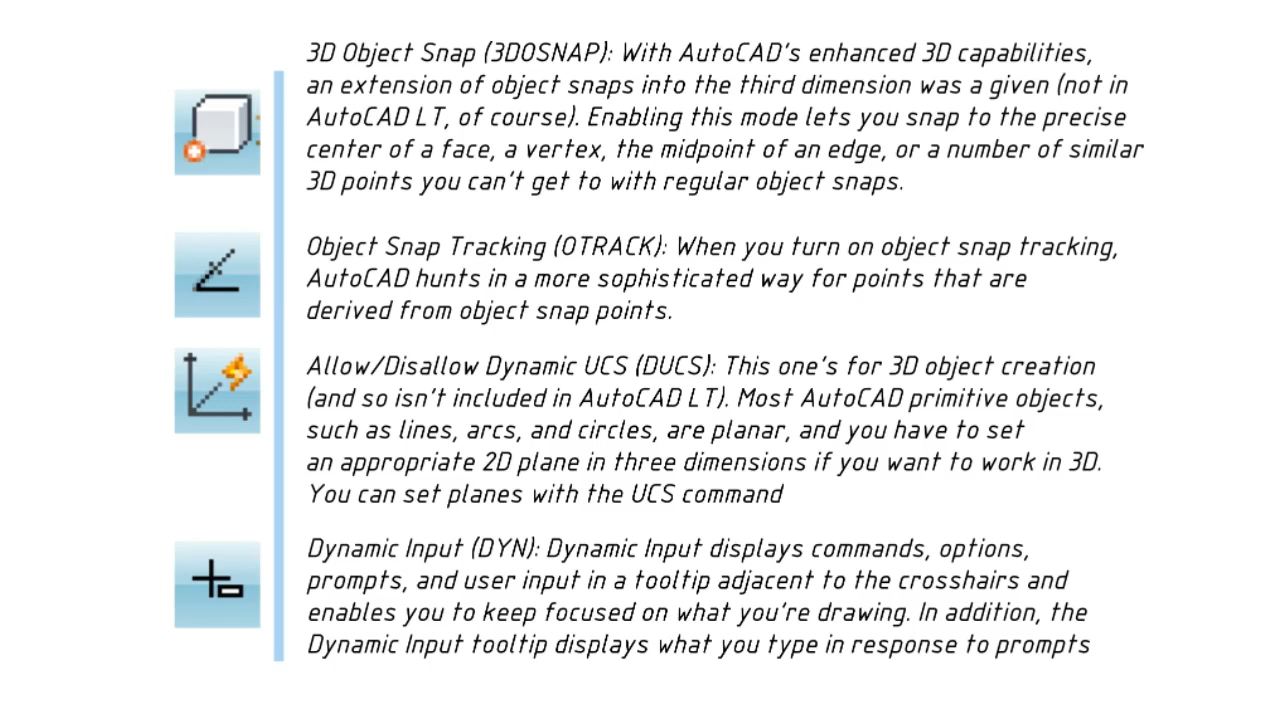 3D Object Snap (3DOSNAP): With AutoCAD's enhanced 3D capabilities,
an extension of object snaps into the third dimension was a given (not in
AutoCAD LT, of course). Enabling this mode lets you snap to the precise
center of a face, a vertex, the midpoint of an edge, or a number of similar
3D points you can't get to with regular object snaps.
Object Snap Tracking (OTRACK): When you turn on object snap tracking,
AutoCAD hunts in a more sophisticated way for points that are
derived from object snap points.
Allow/Disallow Dynamic UCS (DUCS): This one's for 3D object creation
(and so isn't included in AutoCAD LT). Most AutoCAD primitive objects,
such as lines, arcs, and circles, are planar, and you have to set
an appropriate 2D plane in three dimensions if you want to work in 3D.
You can set planes with the UCS command
Dynamic Input (DYN): Dynamic Input displays commands, options,
prompts, and user input in a tooltip adjacent to the crosshairs and
enables you to keep focused on what you're drawing. In addition, the
Dynamic Input tooltip displays what you type in response to prompts